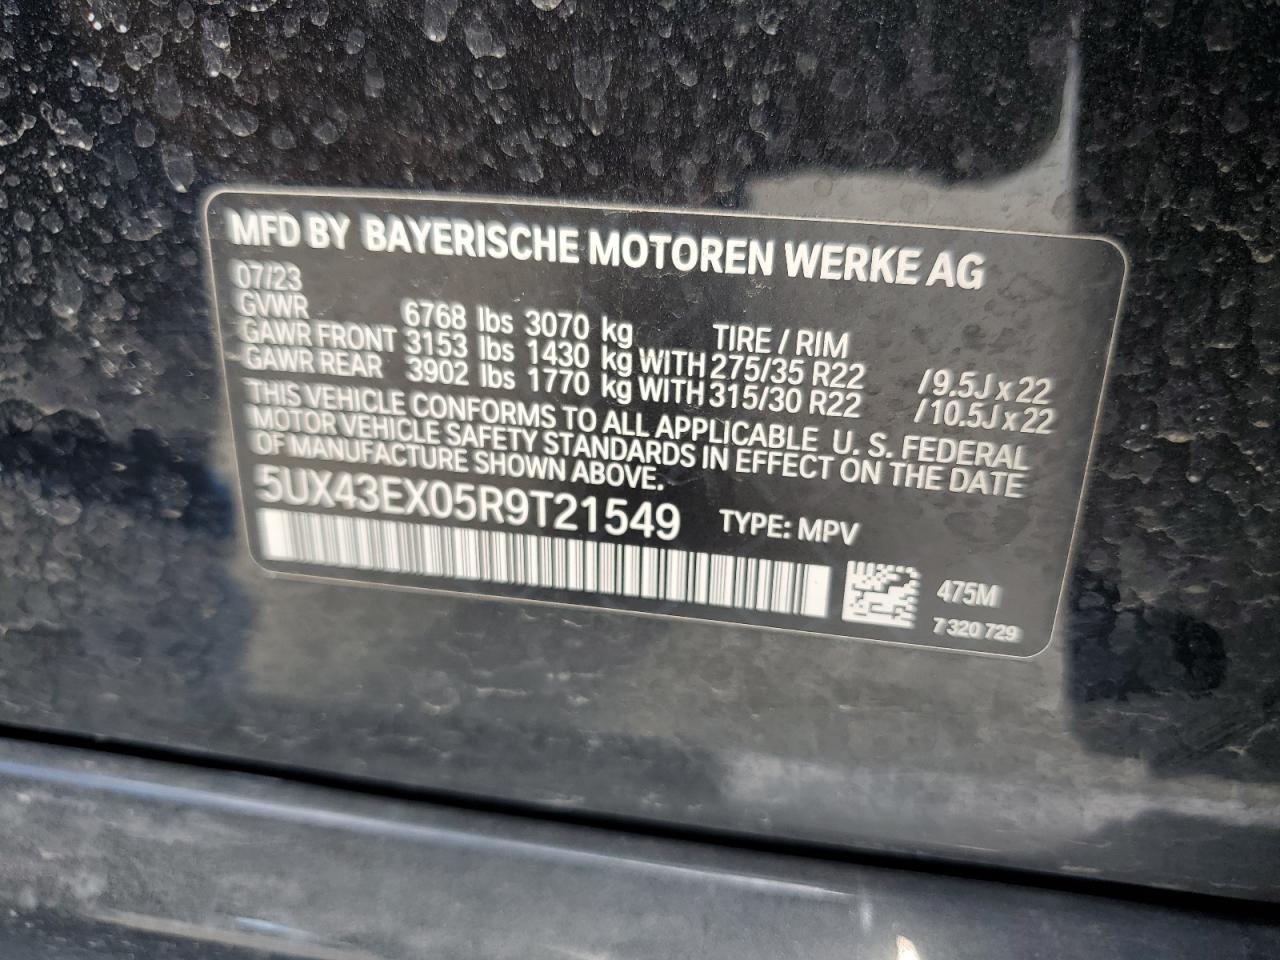 MFD BY BAYERISCHE MOTOREN WERKE AG
07/23
GVWR 6768 lbs 3070 kg TIRE / RIM
GAWR FRONT 3153 lbs 1430 kg WITH 275/35 R22 /9.5J x 22
GAWR REAR 3902 lbs 1770 kg WITH 315/30 R22 /10.5J x 22
THIS VEHICLE CONFORMS TO ALL APPLICABLE U. S. FEDERAL
MOTOR VEHICLE SAFETY STANDARDS IN EFFECT ON THE DATE
OF MANUFACTURE SHOWN ABOVE.
5UX43EX05R9T21549 TYPE: MPV
475M
7 320 729